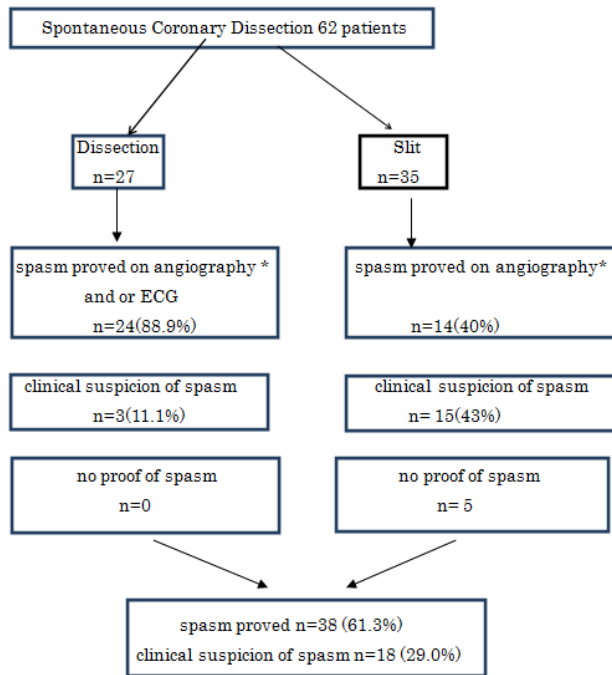 Spontaneous Coronary Dissection 62 patients
Dissection
n=27
Slit
n=35
spasm proved on angiography *
and or ECG
n=24(88.9%)
spasm proved on angiography*
n=14(40%)
clinical suspicion of spasm
n=3(11.1%)
clinical suspicion of spasm
n= 15(43%)
no proof of spasm
n=0
no proof of spasm
n= 5
spasm proved n=38 (61.3%)
clinical suspicion of spasm n=18 (29.0%)